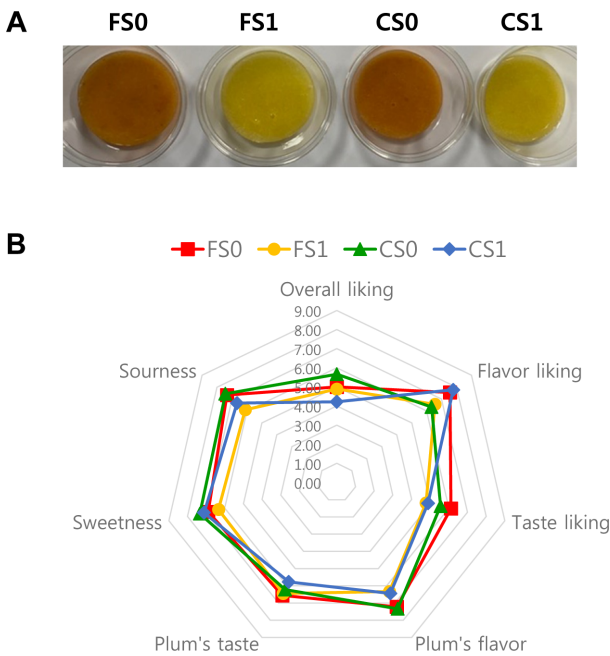 A
FS0 FS1 CS0 CS1
B
FS0 FS1 CS0 CS1
Overall liking
9.00
8.00
7.00
6.00
5.00
4.00
3.00
2.00
1.00
0.00
Sourness
Flavor liking
Sweetness
Taste liking
Plum's taste
Plum's flavor